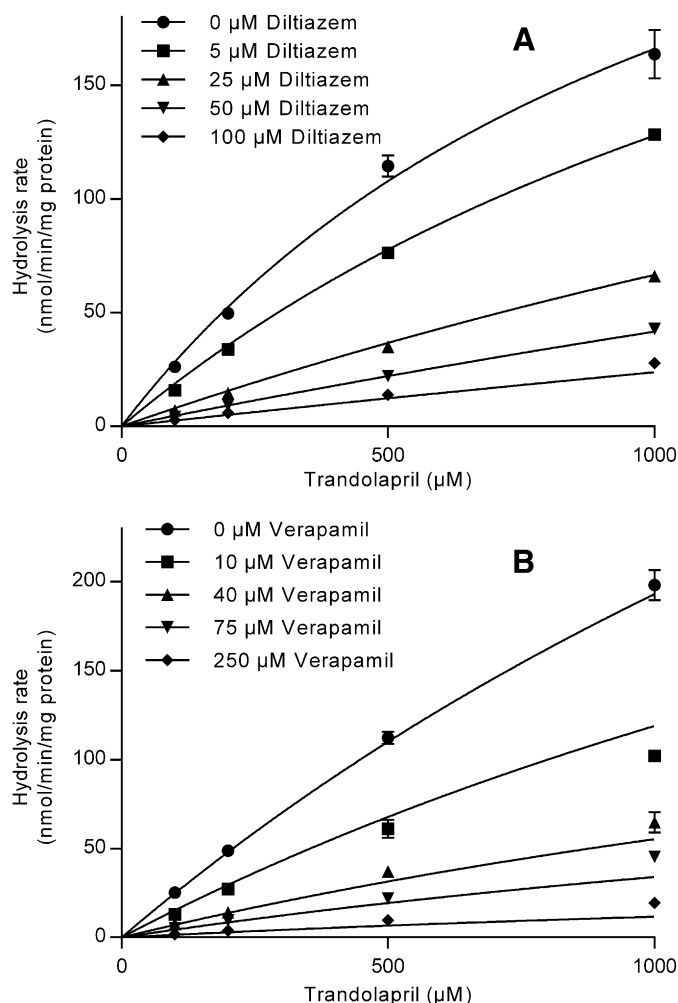 0 µM Diltiazem
5 µM Diltiazem
25 µM Diltiazem
50 µM Diltiazem
100 µM Diltiazem
A
Hydrolysis rate
(nmol/min/mg protein)
150
100
50
0
0 500 1000
Trandolapril (µM)
0 µM Verapamil
10 µM Verapamil
40 µM Verapamil
75 µM Verapamil
250 µM Verapamil
B
Hydrolysis rate
(nmol/min/mg protein)
200
150
100
50
0
0 500 1000
Trandolapril (µM)